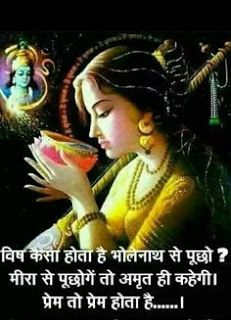 विष कैसा होता है भोलेनाथ से पूछो ?
मीरा से पूछोगें तो अमृत ही कहेगी।
प्रेम तो प्रेम होता है......।